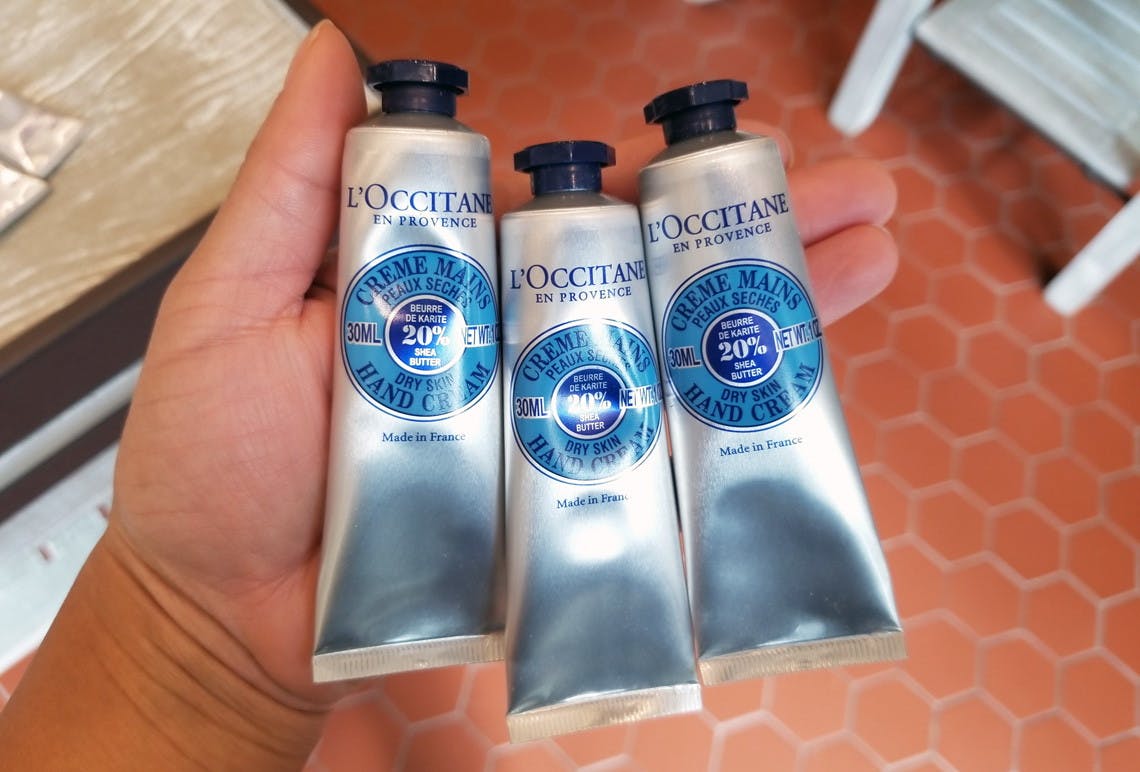 L'OCCITANE
EN PROVENCE
CREME MAINS
PEAUX SECHES
BEURRE
DE KARITE
30ML 20% NET WT. 1 OZ
SHEA
BUTTER
DRY SKIN
HAND CREAM
Made in France
L'OCCITANE
EN PROVENCE
CREME MAINS
PEAUX SECHES
BEURRE
DE KARITE
30ML 20% NET WT. 1
SHEA
BUTTER
DRY SKIN
HAND CREAM
Made in Franc
L'OCCITANE
EN PROVENCE
CREME MAINS
PEAUX SECHES
BEURRE
DE KARITE
30ML 20% NET WT. 1 OZ
SHEA
BUTTER
DRY SKIN
HAND CREAM
Made in France